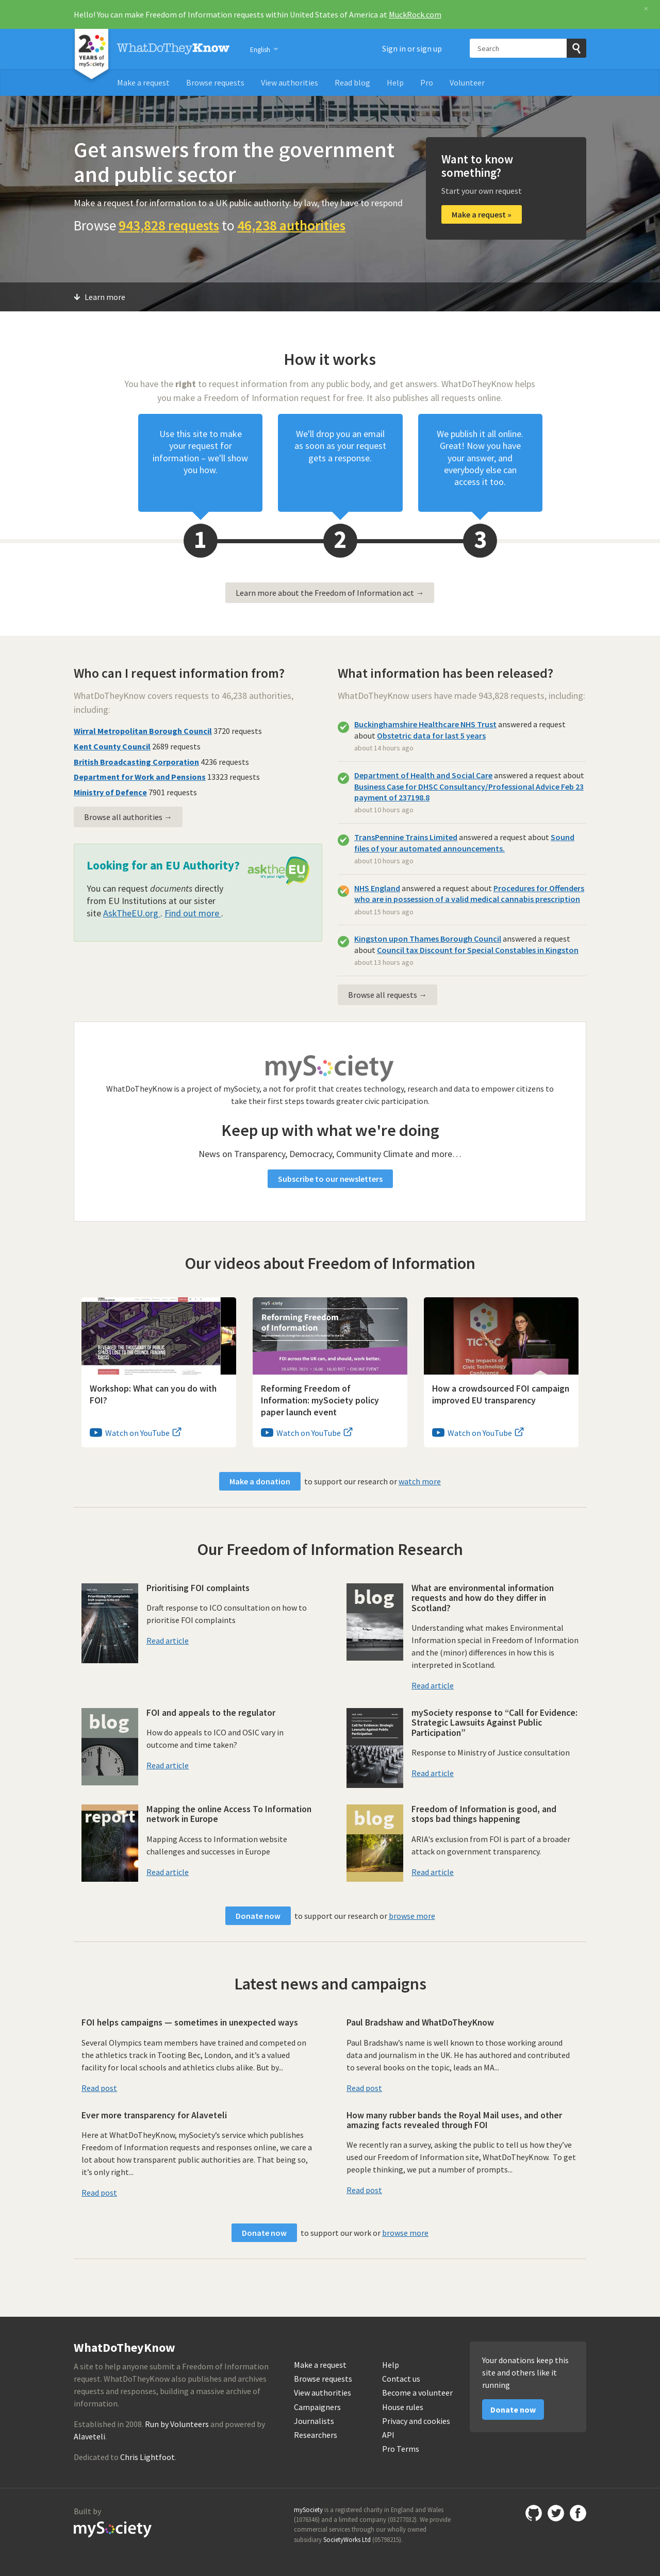 Hello! You can make Freedom of Information requests within United States of America at MuckRock.com
×
20 YEARS of mySociety
WhatDoTheyKnow
English
Sign in or sign up
Search
Make a request Browse requests View authorities Read blog Help Pro Volunteer
Get answers from the government
and public sector
Make a request for information to a UK public authority: by law, they have to respond
Browse 943,828 requests to 46,238 authorities
Want to know
something?
Start your own request
Make a request »
Learn more
How it works
You have the right to request information from any public body, and get answers. WhatDoTheyKnow helps
you make a Freedom of Information request for free. It also publishes all requests online.
Use this site to make
your request for
information – we'll show
you how.
We'll drop you an email
as soon as your request
gets a response.
We publish it all online.
Great! Now you have
your answer, and
everybody else can
access it too.
1
2
3
Learn more about the Freedom of Information act →
Who can I request information from?
WhatDoTheyKnow covers requests to 46,238 authorities,
including:
Wirral Metropolitan Borough Council 3720 requests
Kent County Council 2689 requests
British Broadcasting Corporation 4236 requests
Department for Work and Pensions 13323 requests
Ministry of Defence 7901 requests
Browse all authorities →
Looking for an EU Authority?
asktheEU
it's your right
You can request documents directly
from EU Institutions at our sister
site AskTheEU.org . Find out more .
What information has been released?
WhatDoTheyKnow users have made 943,828 requests, including:
Buckinghamshire Healthcare NHS Trust answered a request
about Obstetric data for last 5 years
about 14 hours ago
Department of Health and Social Care answered a request about
Business Case for DHSC Consultancy/Professional Advice Feb 23
payment of 237198.8
about 10 hours ago
TransPennine Trains Limited answered a request about Sound
files of your automated announcements.
about 10 hours ago
NHS England answered a request about Procedures for Offenders
who are in possession of a valid medical cannabis prescription
about 15 hours ago
Kingston upon Thames Borough Council answered a request
about Council tax Discount for Special Constables in Kingston
about 13 hours ago
Browse all requests →
mySociety
WhatDoTheyKnow is a project of mySociety, a not for profit that creates technology, research and data to empower citizens to
take their first steps towards greater civic participation.
Keep up with what we're doing
News on Transparency, Democracy, Community Climate and more…
Subscribe to our newsletters
Our videos about Freedom of Information
REVEALED: THE THOUSANDS OF PUBLIC
SPACES LOST TO THE COUNCIL FUNDING
CRISIS
Workshop: What can you do with
FOI?
Watch on YouTube
mySociety
Reforming Freedom
of Information
FOI across the UK can, and should, work better.
Reforming Freedom of
Information: mySociety policy
paper launch event
Watch on YouTube
TICTeC
The Impacts of
Civic Technology
Conference
How a crowdsourced FOI campaign
improved EU transparency
Watch on YouTube
Make a donation to support our research or watch more
Our Freedom of Information Research
Prioritising FOI complaints
Prioritising FOI complaints
Draft response to ICO consultation on how to
prioritise FOI complaints
Read article
blog
What are environmental information
requests and how do they differ in
Scotland?
Understanding what makes Environmental
Information special in Freedom of Information
and the (minor) differences in how this is
interpreted in Scotland.
Read article
blog
FOI and appeals to the regulator
How do appeals to ICO and OSIC vary in
outcome and time taken?
Read article
Call for Evidence: Strategic
Lawsuits Against Public
Participation
mySociety response to “Call for Evidence:
Strategic Lawsuits Against Public
Participation”
Response to Ministry of Justice consultation
Read article
report
Mapping the online Access To Information
network in Europe
Mapping Access to Information website
challenges and successes in Europe
Read article
blog
Freedom of Information is good, and
stops bad things happening
ARIA's exclusion from FOI is part of a broader
attack on government transparency.
Read article
Donate now to support our research or browse more
Latest news and campaigns
FOI helps campaigns — sometimes in unexpected ways
Several Olympics team members have trained and competed on
the athletics track in Tooting Bec, London, and it’s a valued
facility for local schools and athletics clubs alike. But by...
Read post
Paul Bradshaw and WhatDoTheyKnow
Paul Bradshaw’s name is well known to those working around
data and journalism in the UK. He has authored and contributed
to several books on the topic, leads an MA...
Read post
Ever more transparency for Alaveteli
Here at WhatDoTheyKnow, mySociety’s service which publishes
Freedom of Information requests and responses online, we care a
lot about how transparent public authorities are. That being so,
it’s only right...
Read post
How many rubber bands the Royal Mail uses, and other
amazing facts revealed through FOI
We recently ran a survey, asking the public to tell us how they’ve
used our Freedom of Information site, WhatDoTheyKnow. To get
people thinking, we put a number of prompts...
Read post
Donate now to support our work or browse more
WhatDoTheyKnow
A site to help anyone submit a Freedom of Information
request. WhatDoTheyKnow also publishes and archives
requests and responses, building a massive archive of
information.
Established in 2008. Run by Volunteers and powered by
Alaveteli.
Dedicated to Chris Lightfoot.
Make a request
Browse requests
View authorities
Campaigners
Journalists
Researchers
Help
Contact us
Become a volunteer
House rules
Privacy and cookies
API
Pro Terms
Your donations keep this
site and others like it
running
Donate now
Built by
mySociety
mySociety is a registered charity in England and Wales
(1076346) and a limited company (03277032). We provide
commercial services through our wholly owned
subsidiary SocietyWorks Ltd (05798215).